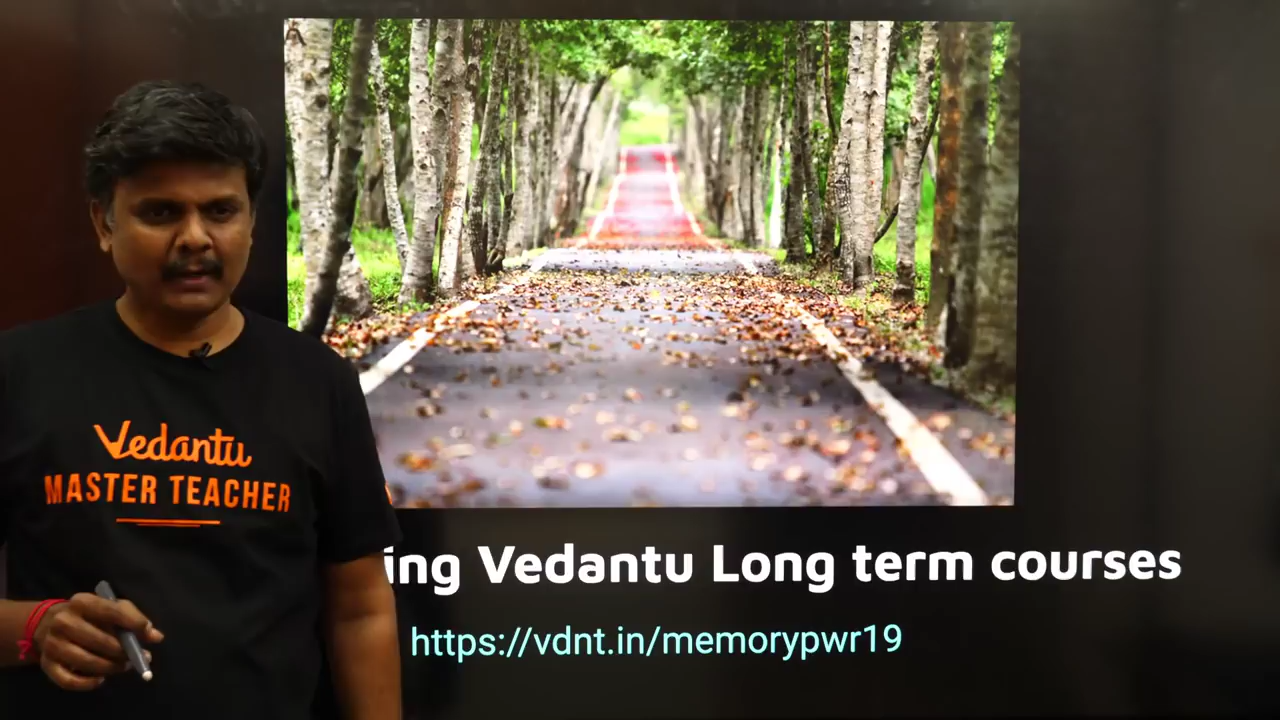 Vedantu
MASTER TEACHER
ing Vedantu Long term courses
https://vdnt.in/memorypwr19